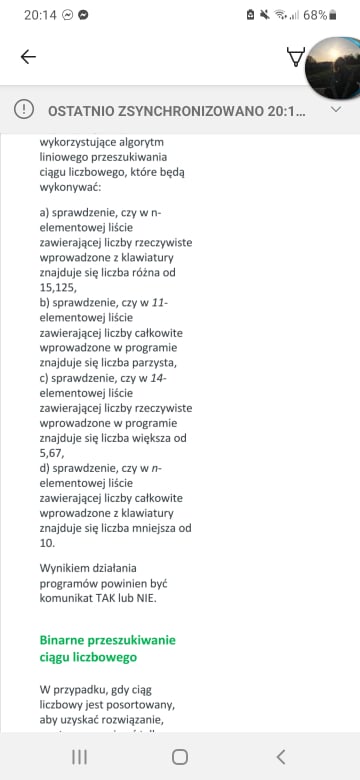 20:14
68%
OSTATNIO ZSYNCHRONIZOWANO 20:1...
wykorzystujące algorytm
liniowego przeszukiwania
ciągu liczbowego, które będą
wykonywać:
a) sprawdzenie, czy w n-
elementowej liście
zawierającej liczby rzeczywiste
wprowadzone z klawiatury
znajduje się liczba różna od
15,125,
b) sprawdzenie, czy w 11-
elementowej liście
zawierającej liczby całkowite
wprowadzone w programie
znajduje się liczba parzysta,
c) sprawdzenie, czy w 14-
elementowej liście
zawierającej liczby rzeczywiste
wprowadzone w programie
znajduje się liczba większa od
5,67,
d) sprawdzenie, czy w n-
elementowej liście
zawierającej liczby całkowite
wprowadzone z klawiatury
znajduje się liczba mniejsza od
10.
Wynikiem działania
programów powinien być
komunikat TAK lub NIE.
Binarne przeszukiwanie
ciągu liczbowego
W przypadku, gdy ciąg
liczbowy jest posortowany,
aby uzyskać rozwiązanie,